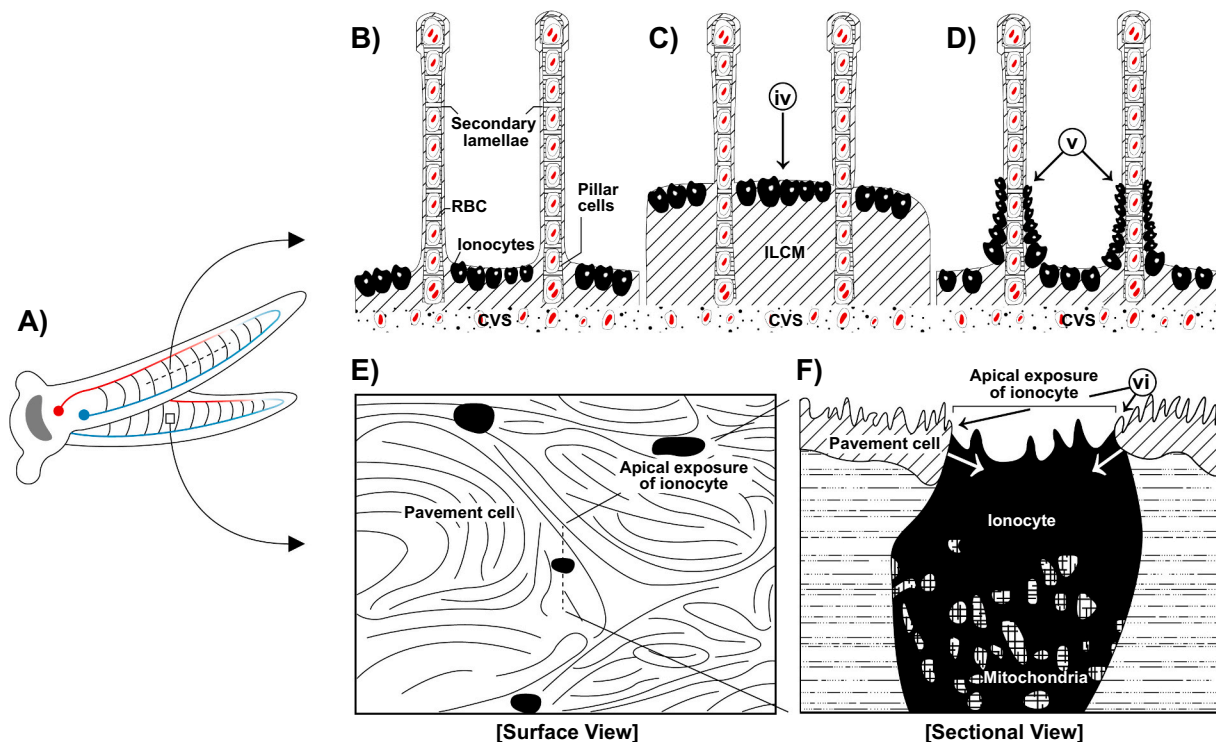 A)
B)
Secondary
lamellae
RBC
Pillar
cells
Ionocytes
CVS
C)
iv
ILCM
CVS
D)
v
CVS
E)
Apical exposure
of ionocyte
Pavement cell
[Surface View]
F)
Apical exposure
of ionocyte
vi
Pavement cell
Ionocyte
Mitochondria
[Sectional View]